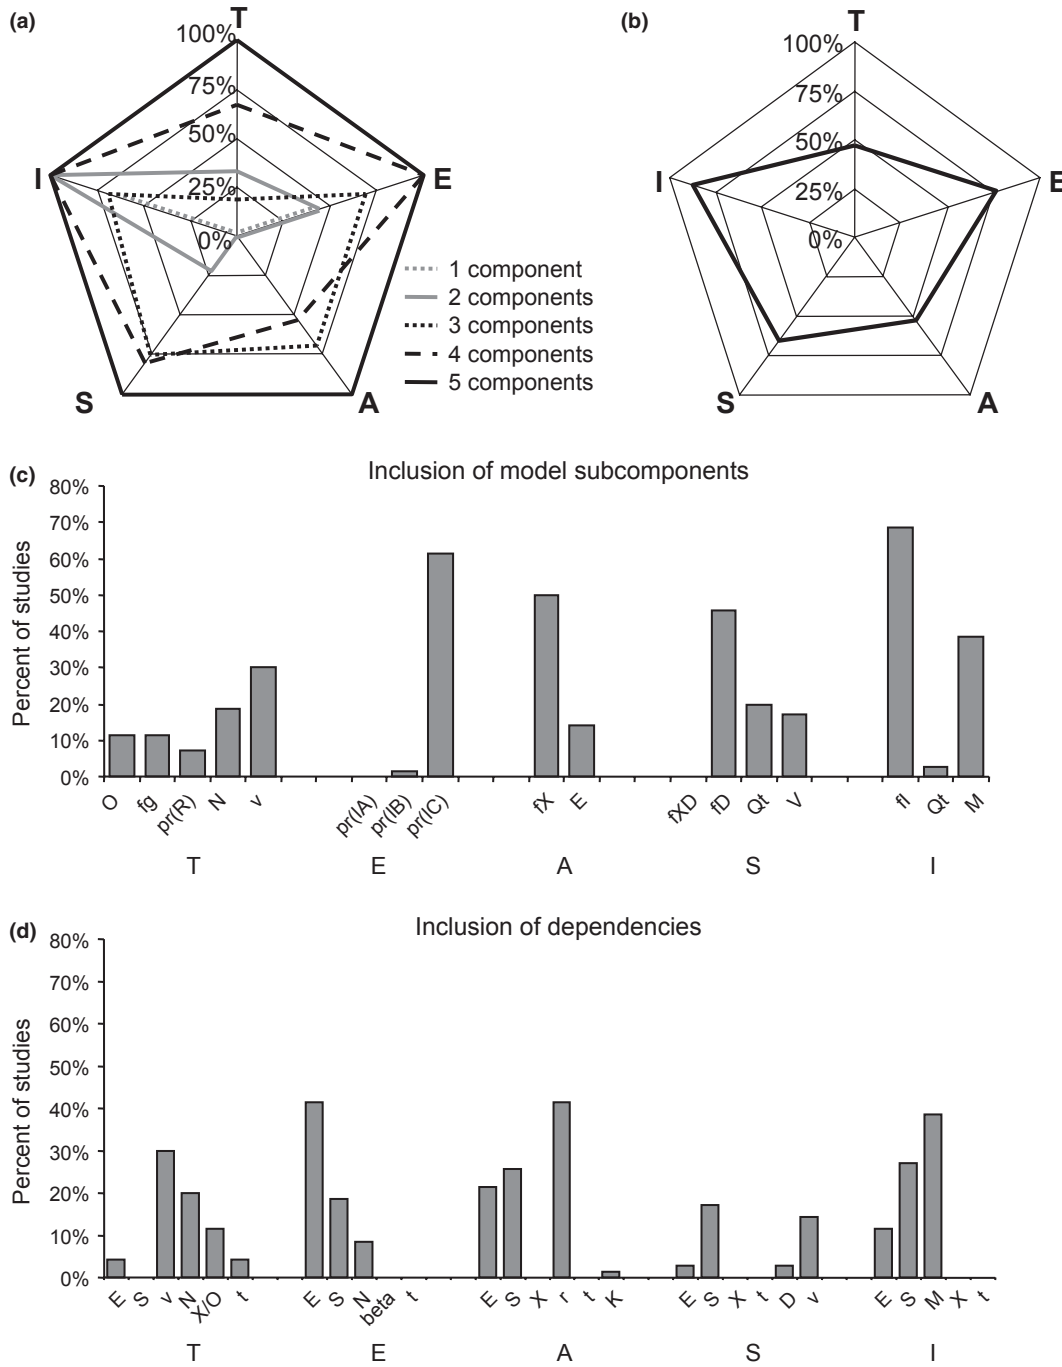 (a)
T
100%
75%
50%
25%
0%
I
E
S
A
1 component
2 components
3 components
4 components
5 components
(b)
T
100%
75%
50%
25%
0%
I
E
S
A
(c)
Inclusion of model subcomponents
Percent of studies
80%
70%
60%
50%
40%
30%
20%
10%
0%
O fg pr(R) N v pr(IA) pr(IB) pr(IC) fX E fXD fD Qt V fI Qt M
T E A S I
(d)
Inclusion of dependencies
Percent of studies
80%
70%
60%
50%
40%
30%
20%
10%
0%
E S v N X/O t E S N beta t E S X r t K E S X t D v E S M X t
T E A S I